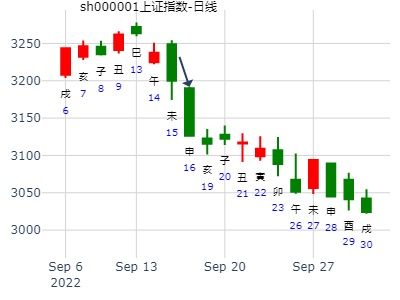 sh000001上证指数-日线
3250
3200
3150
3100
3050
3000
戌
6
亥
7
子
8
丑
9
巳
13
午
14
未
15
申
16
亥
19
子
20
丑
21
寅
22
卯
23
午
26
未
27
申
28
酉
29
戌
30
Sep 6
2022
Sep 13
Sep 20
Sep 27